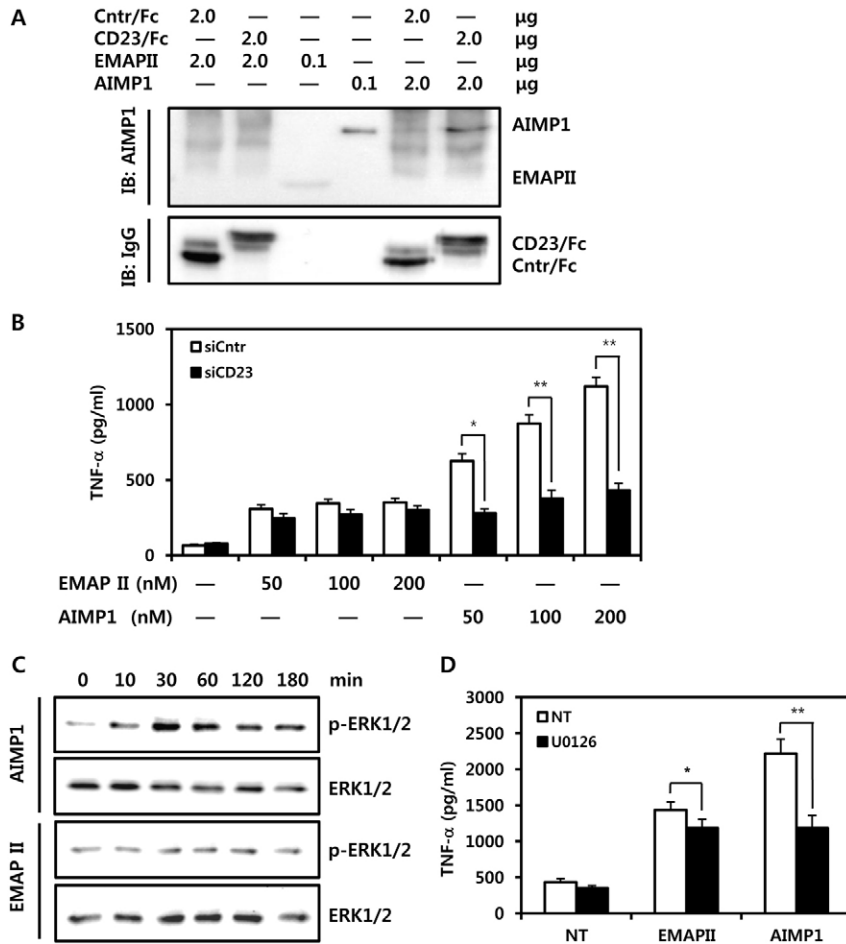 A
Cntr/Fc 2.0 — — — 2.0 — µg
CD23/Fc — 2.0 — — — 2.0 µg
EMAPII 2.0 2.0 0.1 — — — µg
AIMP1 — — — 0.1 2.0 2.0 µg
IB: AIMP1
AIMP1
EMAPII
IB: IgG
CD23/Fc
Cntr/Fc
B
TNF-α (pg/ml)
1500
1000
500
0
siCntr
siCD23
*
**
**
EMAP II (nM) — 50 100 200 — — —
AIMP1 (nM) — — — — 50 100 200
C
0 10 30 60 120 180 min
AIMP1
p-ERK1/2
ERK1/2
EMAP II
p-ERK1/2
ERK1/2
D
TNF-α (pg/ml)
3000
2500
2000
1500
1000
500
0
NT
U0126
*
**
NT EMAPII AIMP1